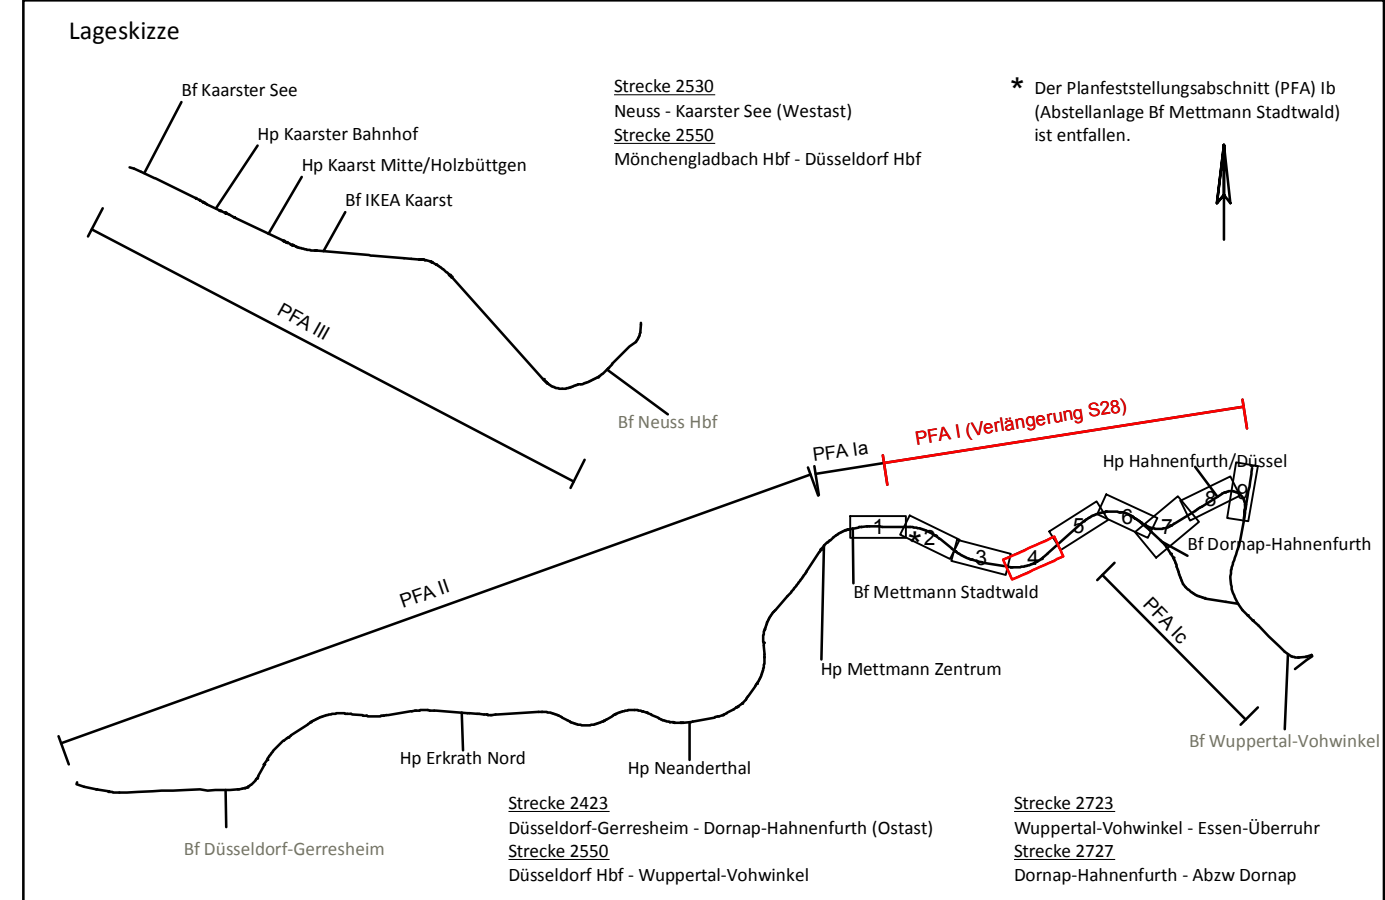 Lageskizze
Bf Kaarster See
Hp Kaarster Bahnhof
Hp Kaarst Mitte/Holzbüttgen
Bf IKEA Kaarst
Strecke 2530
Neuss - Kaarster See (Westast)
Strecke 2550
Mönchengladbach Hbf - Düsseldorf Hbf
* Der Planfeststellungsabschnitt (PFA) Ib
(Abstellanlage Bf Mettmann Stadtwald)
ist entfallen.
PFA III
Bf Neuss Hbf
PFA Ia
PFA I (Verlängerung S28)
Hp Hahnenfurth/Düssel
1
* 2
3
4
5
6
7
8
9
Bf Dornap-Hahnenfurth
Bf Mettmann Stadtwald
PFA II
PFA Ic
Hp Mettmann Zentrum
Bf Wuppertal-Vohwinkel
Hp Erkrath Nord
Hp Neanderthal
Bf Düsseldorf-Gerresheim
Strecke 2423
Düsseldorf-Gerresheim - Dornap-Hahnenfurth (Ostast)
Strecke 2550
Düsseldorf Hbf - Wuppertal-Vohwinkel
Strecke 2723
Wuppertal-Vohwinkel - Essen-Überruhr
Strecke 2727
Dornap-Hahnenfurth - Abzw Dornap